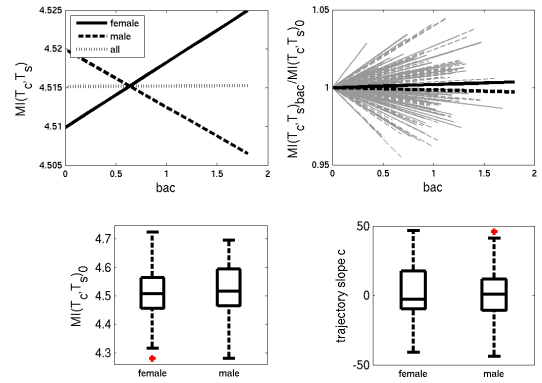 4.525
4.52
4.515
4.51
4.505
0
0.5
1
1.5
2
bac
MI(T_c,T_s)
female
male
all
1.05
1
0.95
0
0.5
1
1.5
2
bac
MI(T_c,T_s)_bac/MI(T_c,T_s)_0
4.7
4.6
4.5
4.4
4.3
female
male
MI(T_c,T_s)_0
50
0
-50
female
male
trajectory slope c